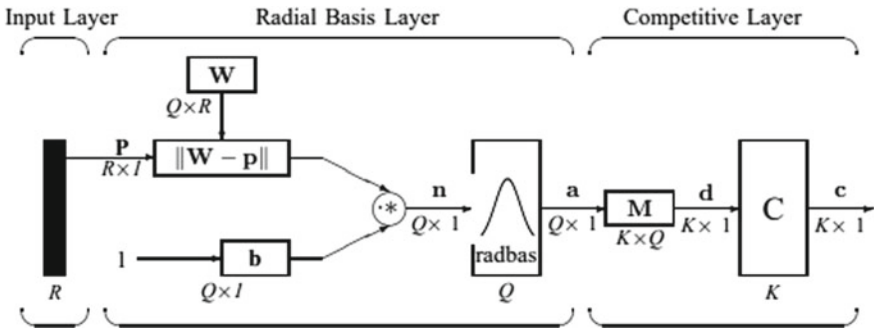 Input Layer Radial Basis Layer Competitive Layer
W
Q×R
P
R×1
||W − p||
n
Q× 1
a
Q× 1
M
K×Q
d
K× 1
C
c
K× 1
.*
radbas
1
b
Q×1
R
Q
K